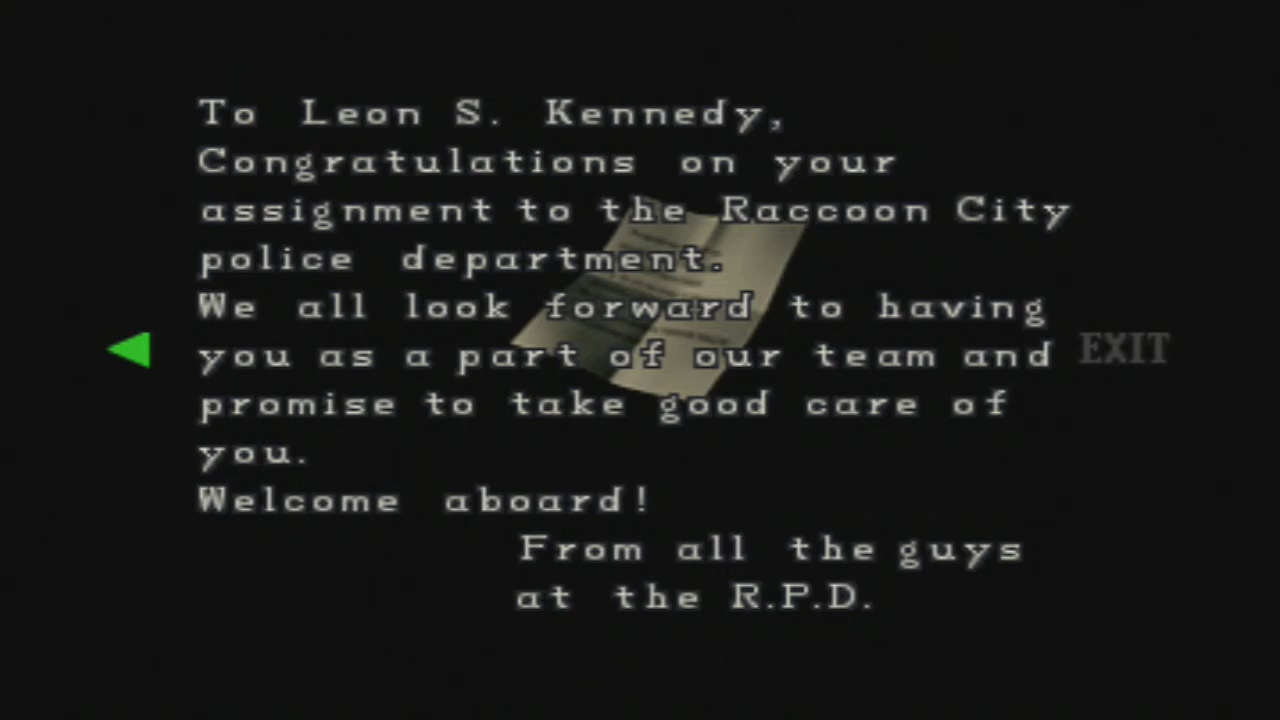 To Leon S. Kennedy,
Congratulations on your
assignment to the Raccoon City
police department.
We all look forward to having
you as a part of our team and
EXIT
promise to take good care of
you.
Welcome aboard!
From all the guys
at the R.P.D.